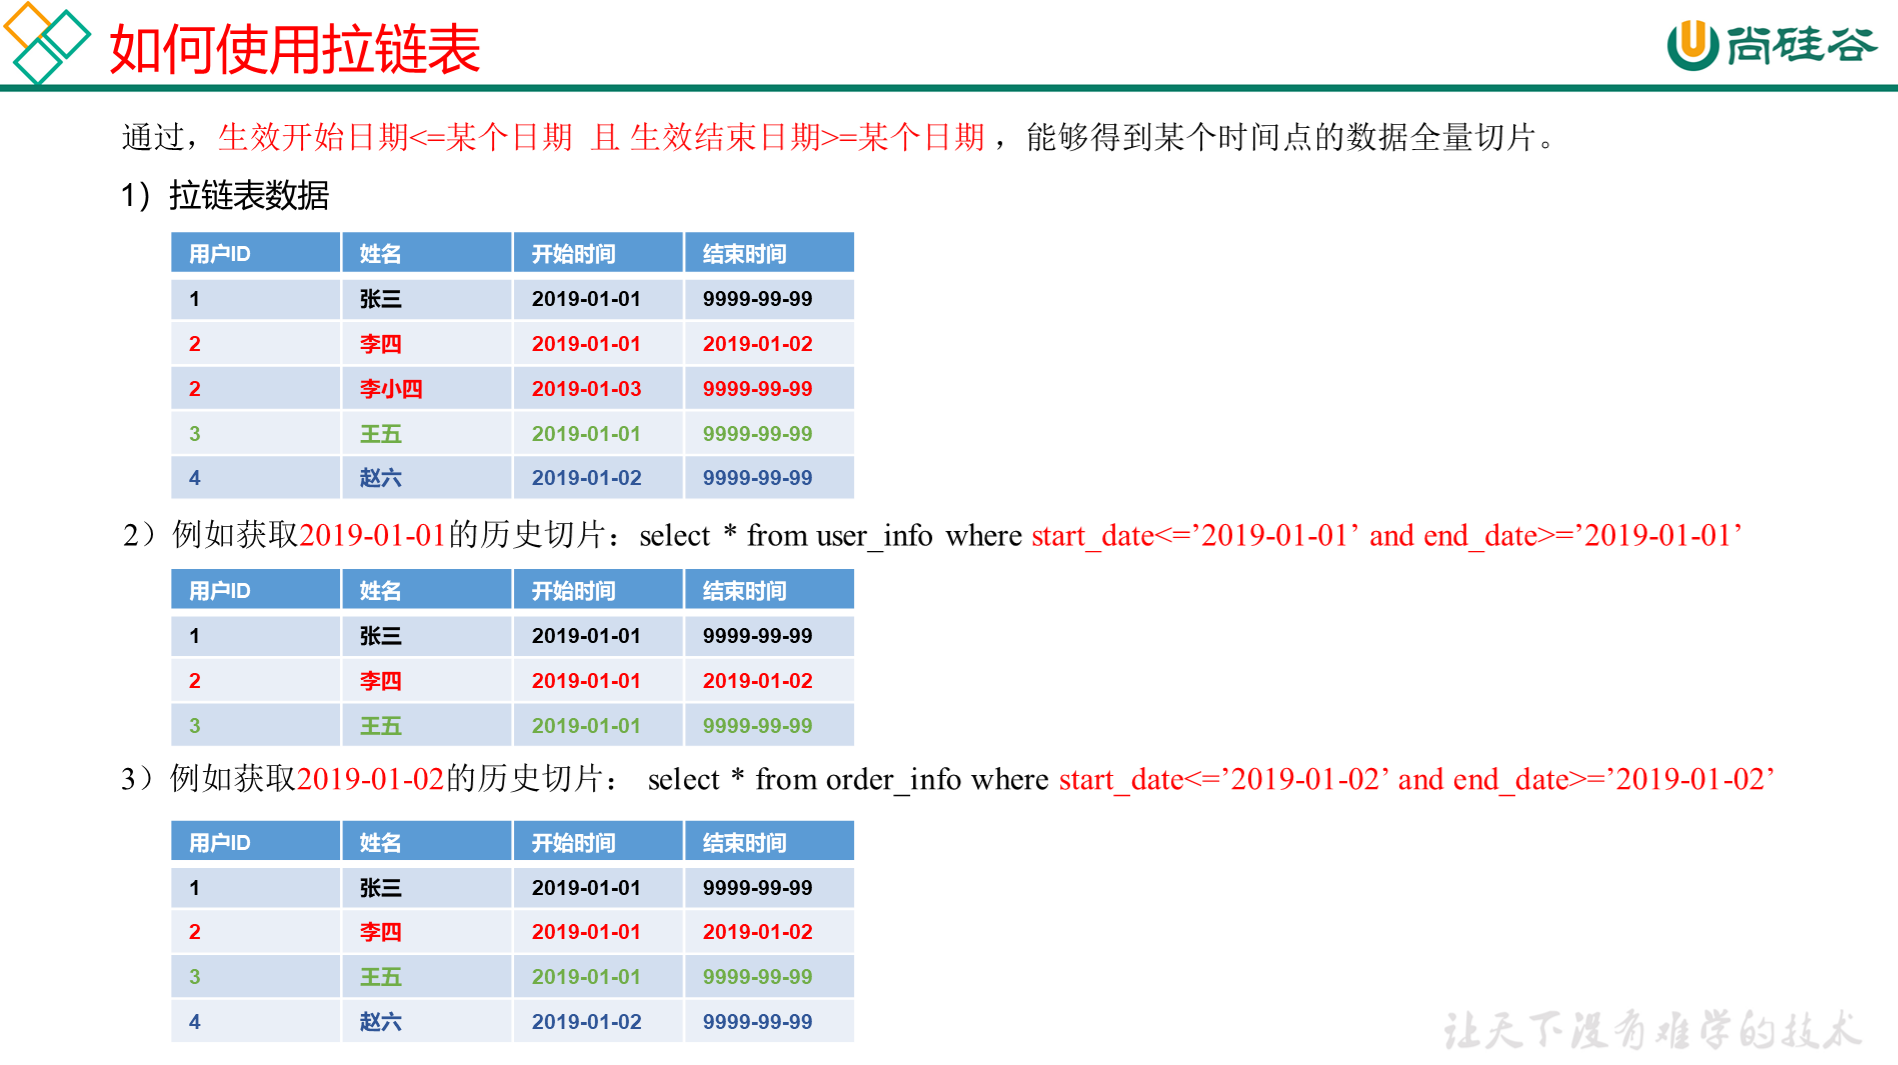 如何使用拉链表
尚硅谷
通过，生效开始日期<=某个日期 且 生效结束日期>=某个日期 ，能够得到某个时间点的数据全量切片。
1）拉链表数据
用户ID 姓名 开始时间 结束时间
1 张三 2019-01-01 9999-99-99
2 李四 2019-01-01 2019-01-02
2 李小四 2019-01-03 9999-99-99
3 王五 2019-01-01 9999-99-99
4 赵六 2019-01-02 9999-99-99
2）例如获取2019-01-01的历史切片：select * from user_info where start_date<=’2019-01-01’ and end_date>=’2019-01-01’
用户ID 姓名 开始时间 结束时间
1 张三 2019-01-01 9999-99-99
2 李四 2019-01-01 2019-01-02
3 王五 2019-01-01 9999-99-99
3）例如获取2019-01-02的历史切片： select * from order_info where start_date<=’2019-01-02’ and end_date>=’2019-01-02’
用户ID 姓名 开始时间 结束时间
1 张三 2019-01-01 9999-99-99
2 李四 2019-01-01 2019-01-02
3 王五 2019-01-01 9999-99-99
4 赵六 2019-01-02 9999-99-99
让天下没有难学的技术